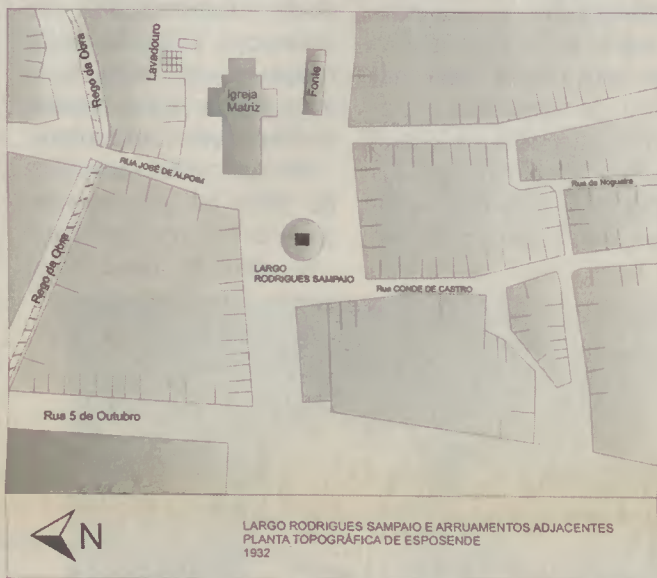 Rego da Obra
Lavadouro
Igreja
Matriz
Fonte
RUA JOSÉ DE ALPOIM
Rua da Nogueira
Rego da Obra
LARGO
RODRIGUES SAMPAIO
Rua CONDE DE CASTRO
Rua 5 de Outubro
N
LARGO RODRIGUES SAMPAIO E ARRUAMENTOS ADJACENTES
PLANTA TOPOGRÁFICA DE ESPOSENDE
1932